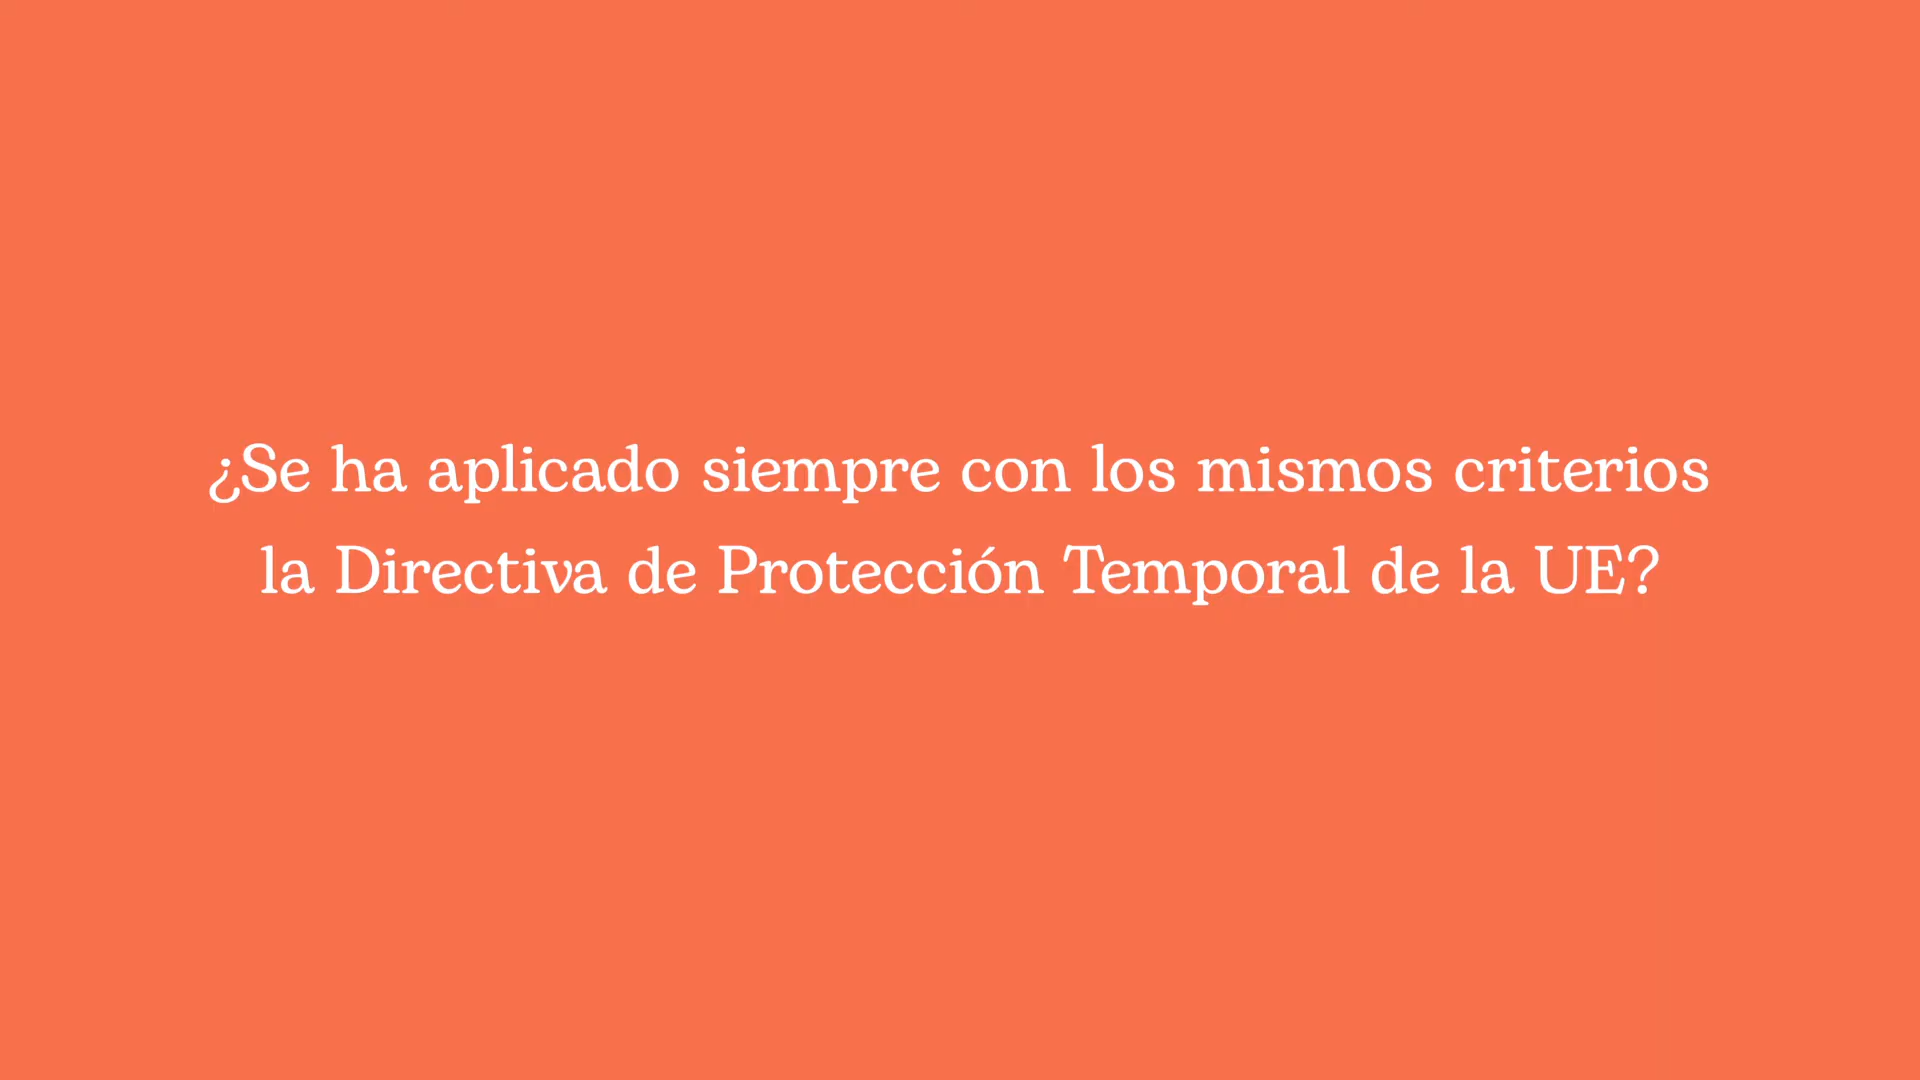 ¿Se ha aplicado siempre con los mismos criterios
la Directiva de Protección Temporal de la UE?